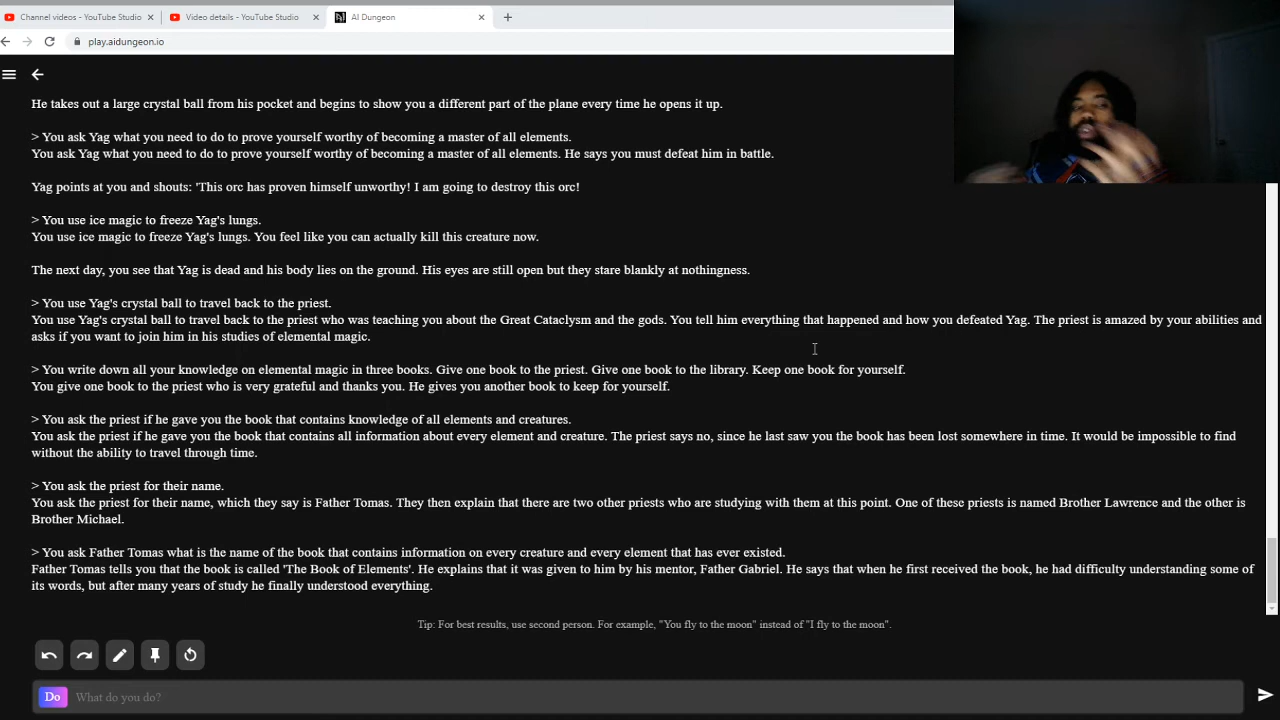 Channel videos - YouTube Studio
Video details - YouTube Studio
AI Dungeon
play.aidungeon.io
He takes out a large crystal ball from his pocket and begins to show you a different part of the plane every time he opens it up.
> You ask Yag what you need to do to prove yourself worthy of becoming a master of all elements.
You ask Yag what you need to do to prove yourself worthy of becoming a master of all elements. He says you must defeat him in battle.
Yag points at you and shouts: 'This orc has proven himself unworthy! I am going to destroy this orc!
> You use ice magic to freeze Yag's lungs.
You use ice magic to freeze Yag's lungs. You feel like you can actually kill this creature now.
The next day, you see that Yag is dead and his body lies on the ground. His eyes are still open but they stare blankly at nothingness.
> You use Yag's crystal ball to travel back to the priest.
You use Yag's crystal ball to travel back to the priest who was teaching you about the Great Cataclysm and the gods. You tell him everything that happened and how you defeated Yag. The priest is amazed by your abilities and
asks if you want to join him in his studies of elemental magic.
> You write down all your knowledge on elemental magic in three books. Give one book to the priest. Give one book to the library. Keep one book for yourself.
You give one book to the priest who is very grateful and thanks you. He gives you another book to keep for yourself.
> You ask the priest if he gave you the book that contains knowledge of all elements and creatures.
You ask the priest if he gave you the book that contains all information about every element and creature. The priest says no, since he last saw you the book has been lost somewhere in time. It would be impossible to find
without the ability to travel through time.
> You ask the priest for their name.
You ask the priest for their name, which they say is Father Tomas. They then explain that there are two other priests who are studying with them at this point. One of these priests is named Brother Lawrence and the other is
Brother Michael.
> You ask Father Tomas what is the name of the book that contains information on every creature and every element that has ever existed.
Father Tomas tells you that the book is called 'The Book of Elements'. He explains that it was given to him by his mentor, Father Gabriel. He says that when he first received the book, he had difficulty understanding some of
its words, but after many years of study he finally understood everything.
Tip: For best results, use second person. For example, "You fly to the moon" instead of "I fly to the moon".
Do What do you do?